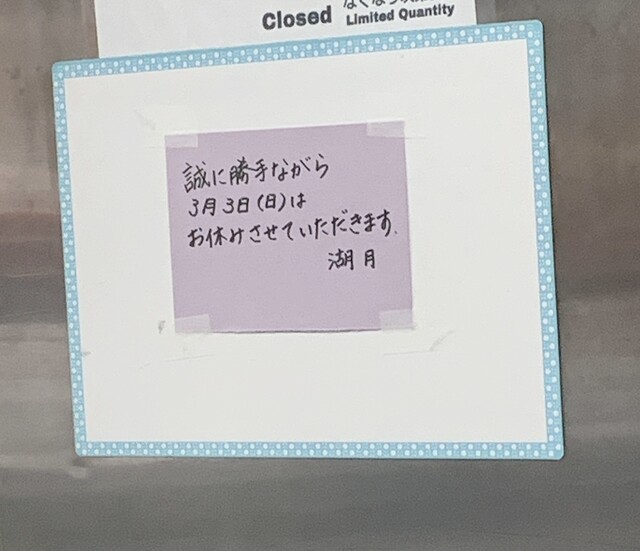 Closed
Limited Quantity
誠に勝手ながら
3月3日(日)は
お休みさせていただきます.
湖月